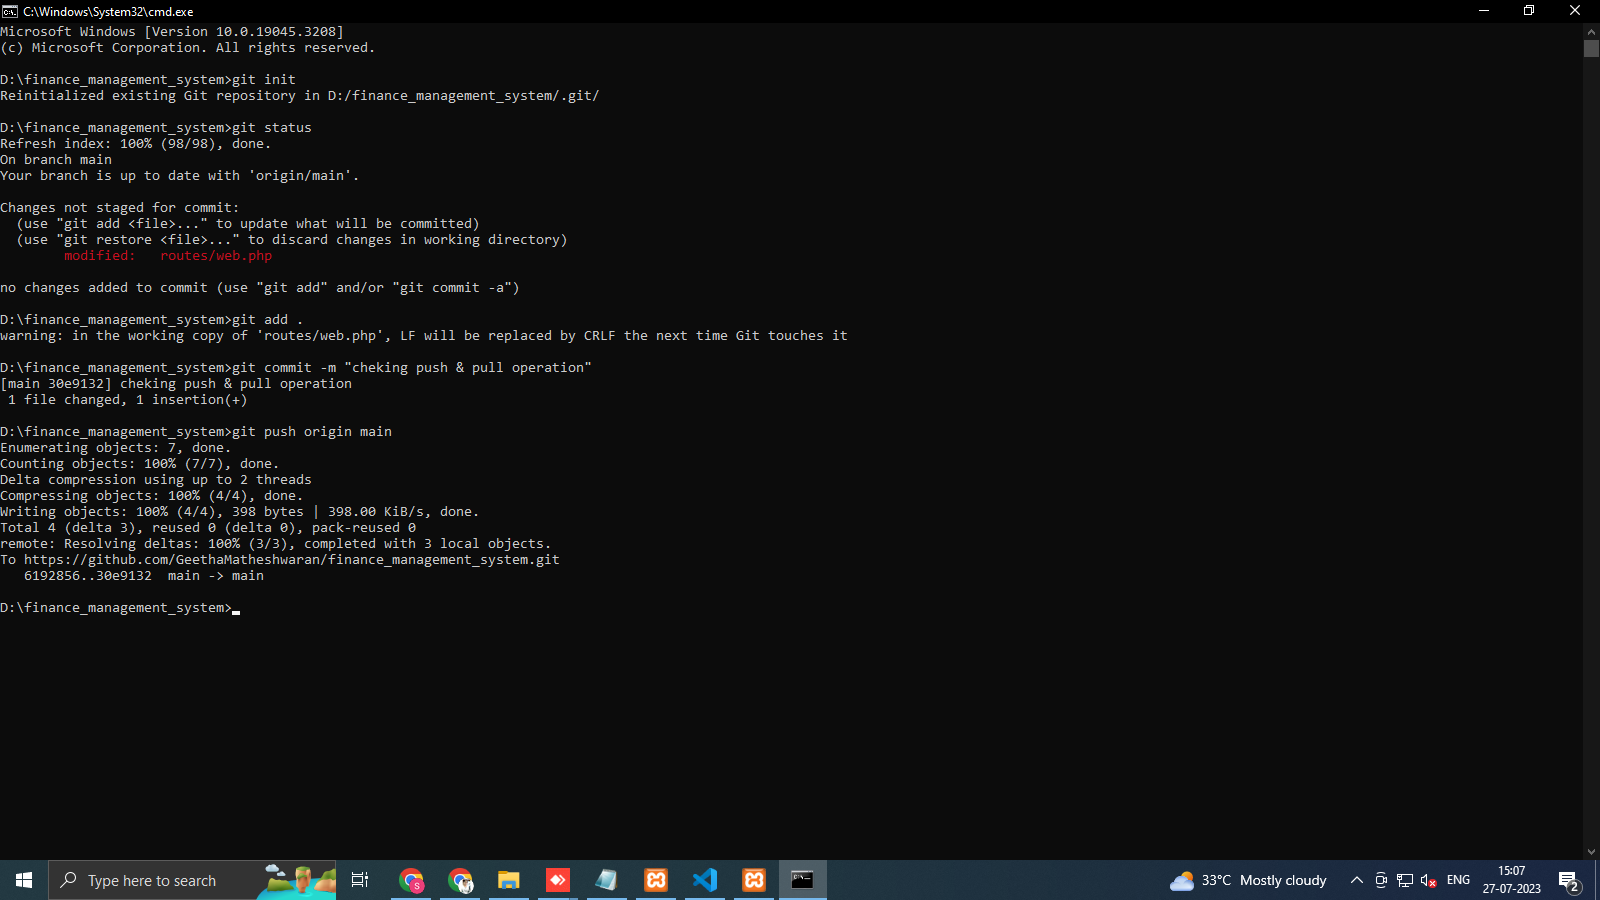 C:\Windows\System32\cmd.exe
Microsoft Windows [Version 10.0.19045.3208]
(c) Microsoft Corporation. All rights reserved.

D:\finance_management_system>git init
Reinitialized existing Git repository in D:/finance_management_system/.git/

D:\finance_management_system>git status
Refresh index: 100% (98/98), done.
On branch main
Your branch is up to date with 'origin/main'.

Changes not staged for commit:
  (use "git add <file>..." to update what will be committed)
  (use "git restore <file>..." to discard changes in working directory)
        modified:   routes/web.php

no changes added to commit (use "git add" and/or "git commit -a")

D:\finance_management_system>git add .
warning: in the working copy of 'routes/web.php', LF will be replaced by CRLF the next time Git touches it

D:\finance_management_system>git commit -m "cheking push & pull operation"
[main 30e9132] cheking push & pull operation
 1 file changed, 1 insertion(+)

D:\finance_management_system>git push origin main
Enumerating objects: 7, done.
Counting objects: 100% (7/7), done.
Delta compression using up to 2 threads
Compressing objects: 100% (4/4), done.
Writing objects: 100% (4/4), 398 bytes | 398.00 KiB/s, done.
Total 4 (delta 3), reused 0 (delta 0), pack-reused 0
remote: Resolving deltas: 100% (3/3), completed with 3 local objects.
To https://github.com/GeethaMatheshwaran/finance_management_system.git
   6192856..30e9132  main -> main

D:\finance_management_system>
Type here to search
S
33°C Mostly cloudy
ENG
15:07
27-07-2023
2